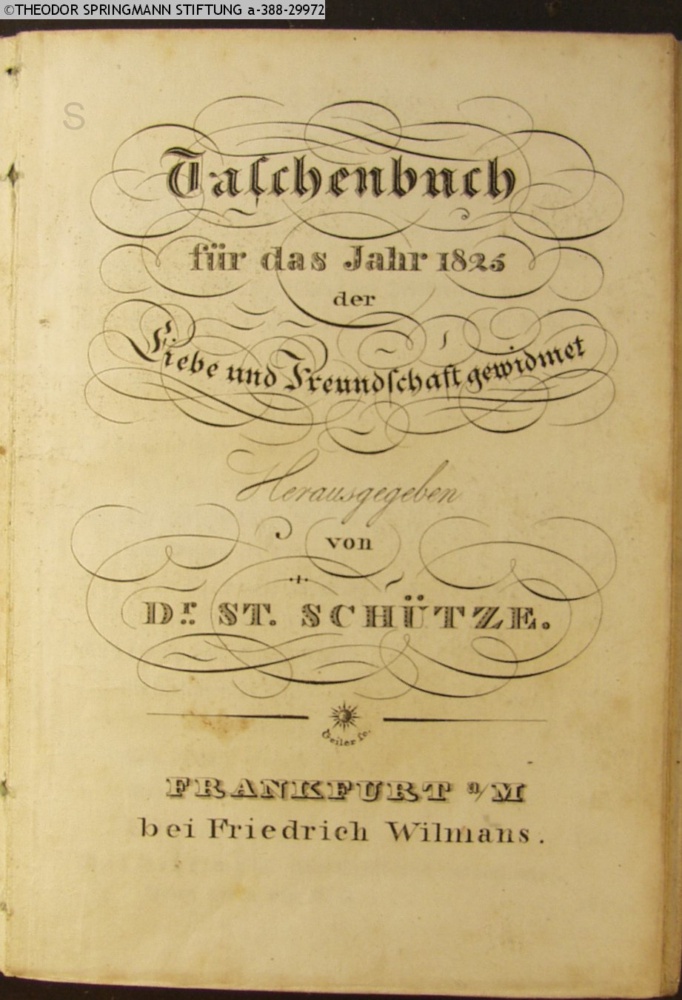 ©THEODOR SPRINGMANN STIFTUNG a-388-29972
S
Taſchenbuch
für das Jahr 1825
der
Liebe und Freundſchaft gewidmet
Herausgegeben
von
Dr. ST. SCHÜTZE.
FRANKFURT a/M
bei Friedrich Wilmans.